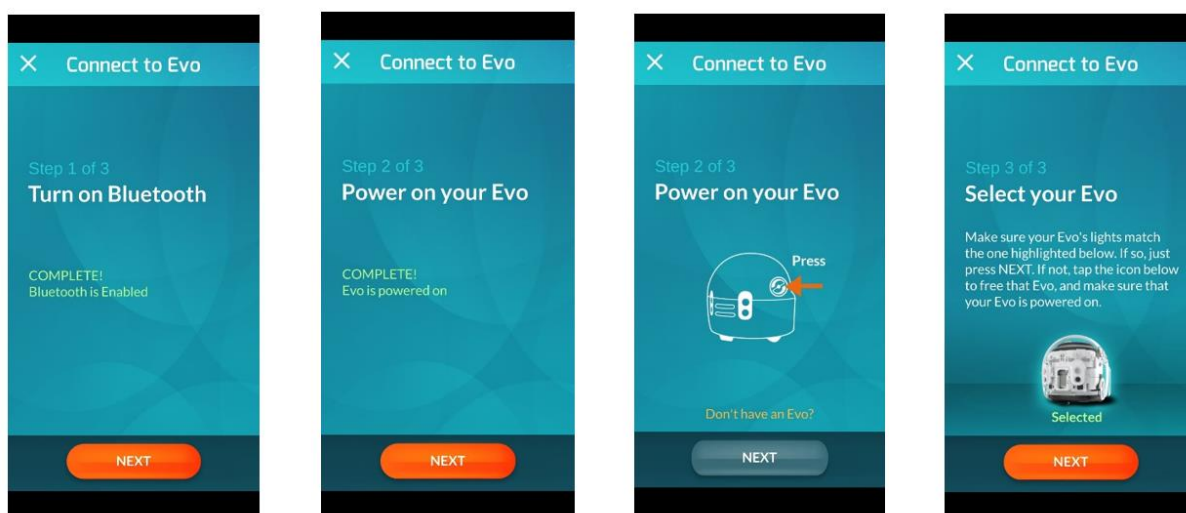 Connect to Evo
Step 1 of 3
Turn on Bluetooth
COMPLETE!
Bluetooth is Enabled
NEXT
Connect to Evo
Step 2 of 3
Power on your Evo
COMPLETE!
Evo is powered on
NEXT
Connect to Evo
Step 2 of 3
Power on your Evo
Press
Don't have an Evo?
NEXT
Connect to Evo
Step 3 of 3
Select your Evo
Make sure your Evo's lights match
the one highlighted below. If so, just
press NEXT. If not, tap the icon below
to free that Evo, and make sure that
your Evo is powered on.
Selected
NEXT